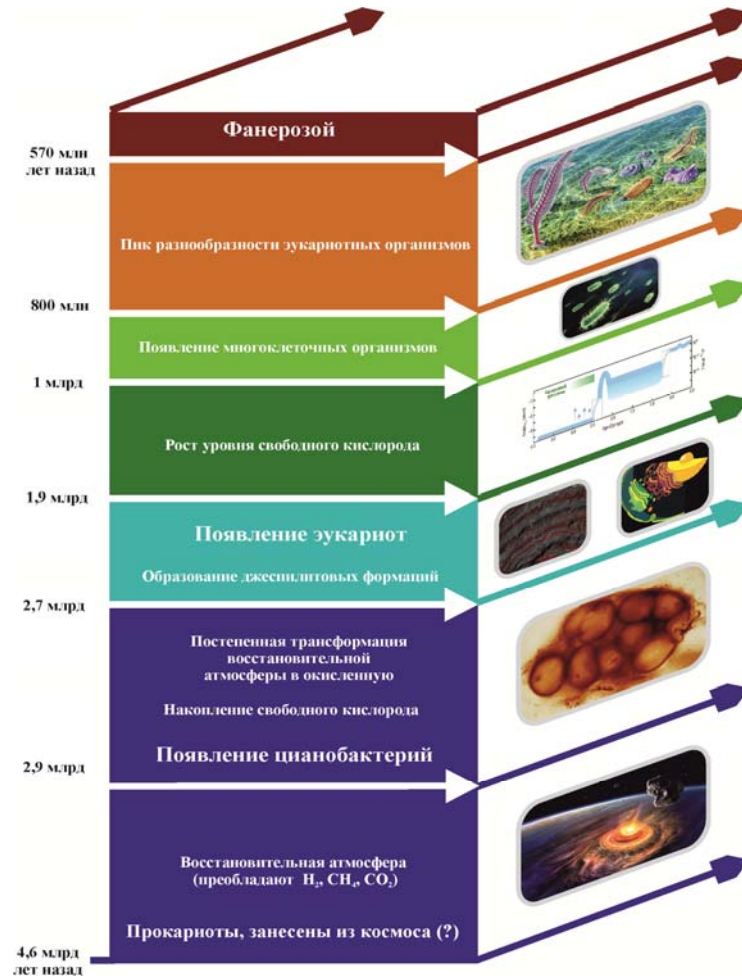 Фанерозой
570 млн
лет назад
Пик разнообразности эукариотных организмов
800 млн
Появление многоклеточных организмов
1 млрд
Рост уровня свободного кислорода
1,9 млрд
Появление эукариот
Образование джеспилитовых формаций
2,7 млрд
Постепенная трансформация
восстановительной
атмосферы в окисленную
Накопление свободного кислорода
Появление цианобактерий
2,9 млрд
Восстановительная атмосфера
(преобладают H₂, CH₄, CO₂)
Прокариоты, занесены из космоса (?)
4,6 млрд
лет назад